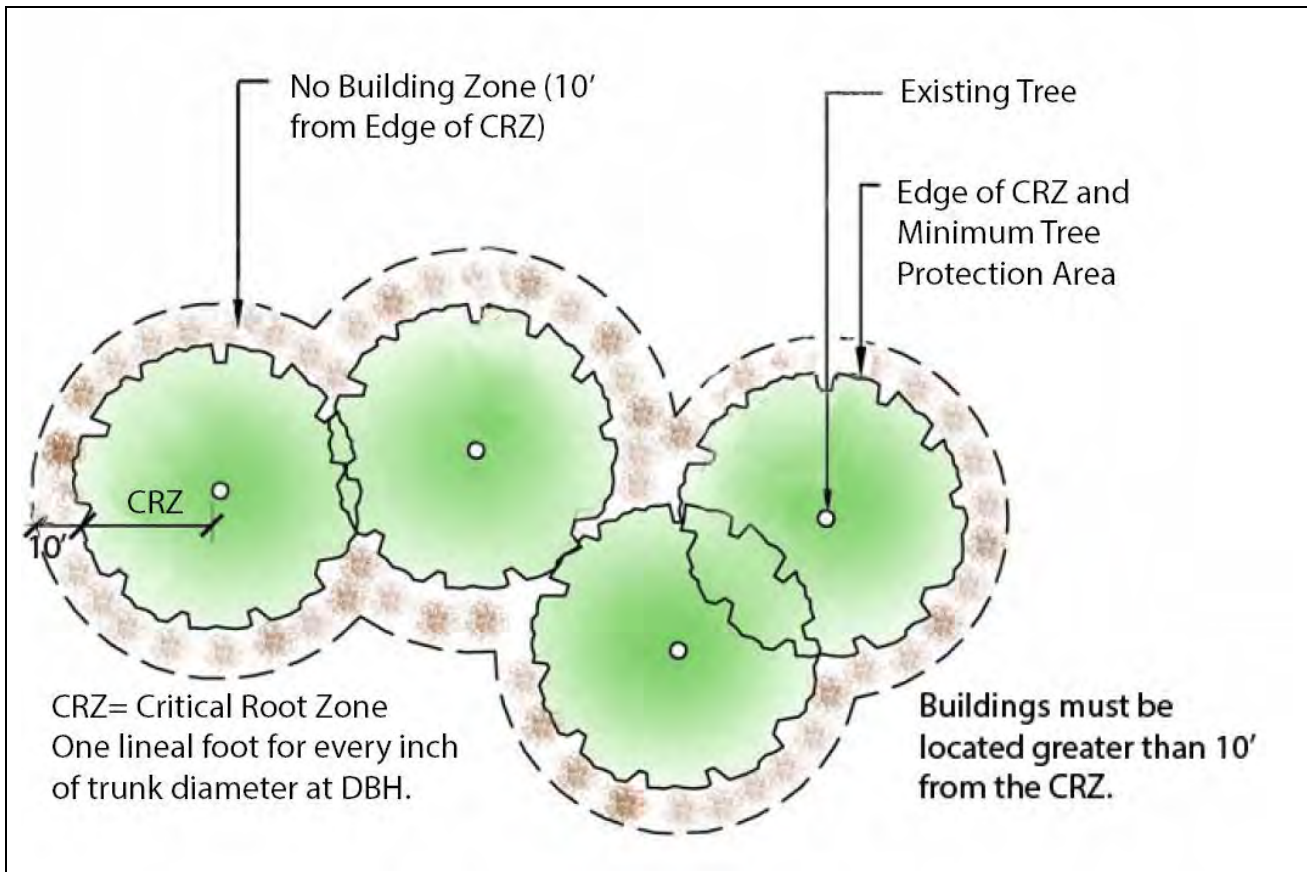 No Building Zone (10'
from Edge of CRZ)
Existing Tree
Edge of CRZ and
Minimum Tree
Protection Area
CRZ
10'
CRZ= Critical Root Zone
One lineal foot for every inch
of trunk diameter at DBH.
Buildings must be
located greater than 10'
from the CRZ.